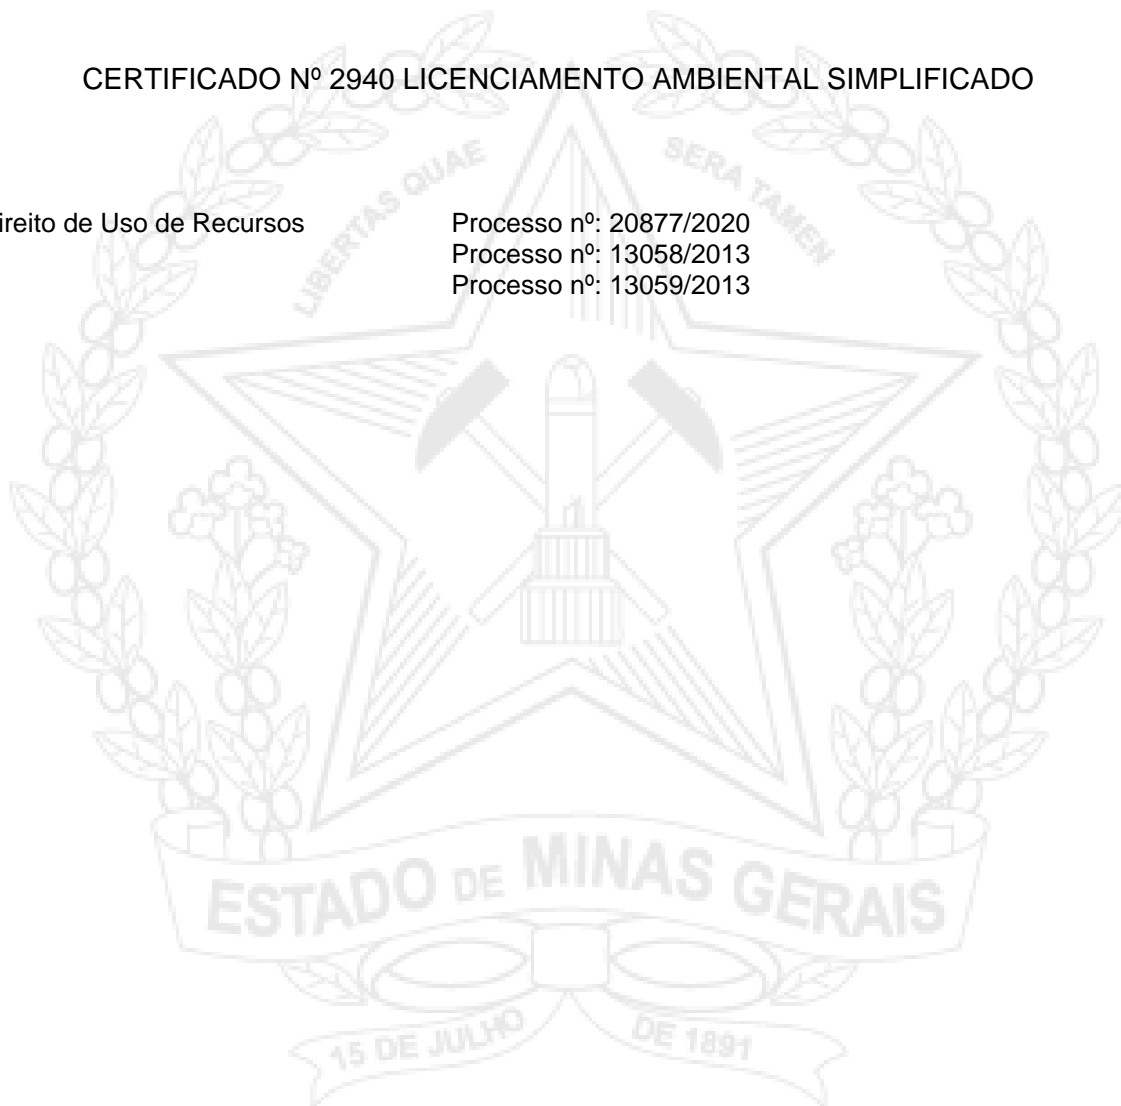 CERTIFICADO Nº 2940 LICENCIAMENTO AMBIENTAL SIMPLIFICADO
LIBERTAS QUAE SERA TAMEN
ireito de Uso de Recursos Processo nº: 20877/2020
Processo nº: 13058/2013
Processo nº: 13059/2013
ESTADO DE MINAS GERAIS
15 DE JULHO DE 1891